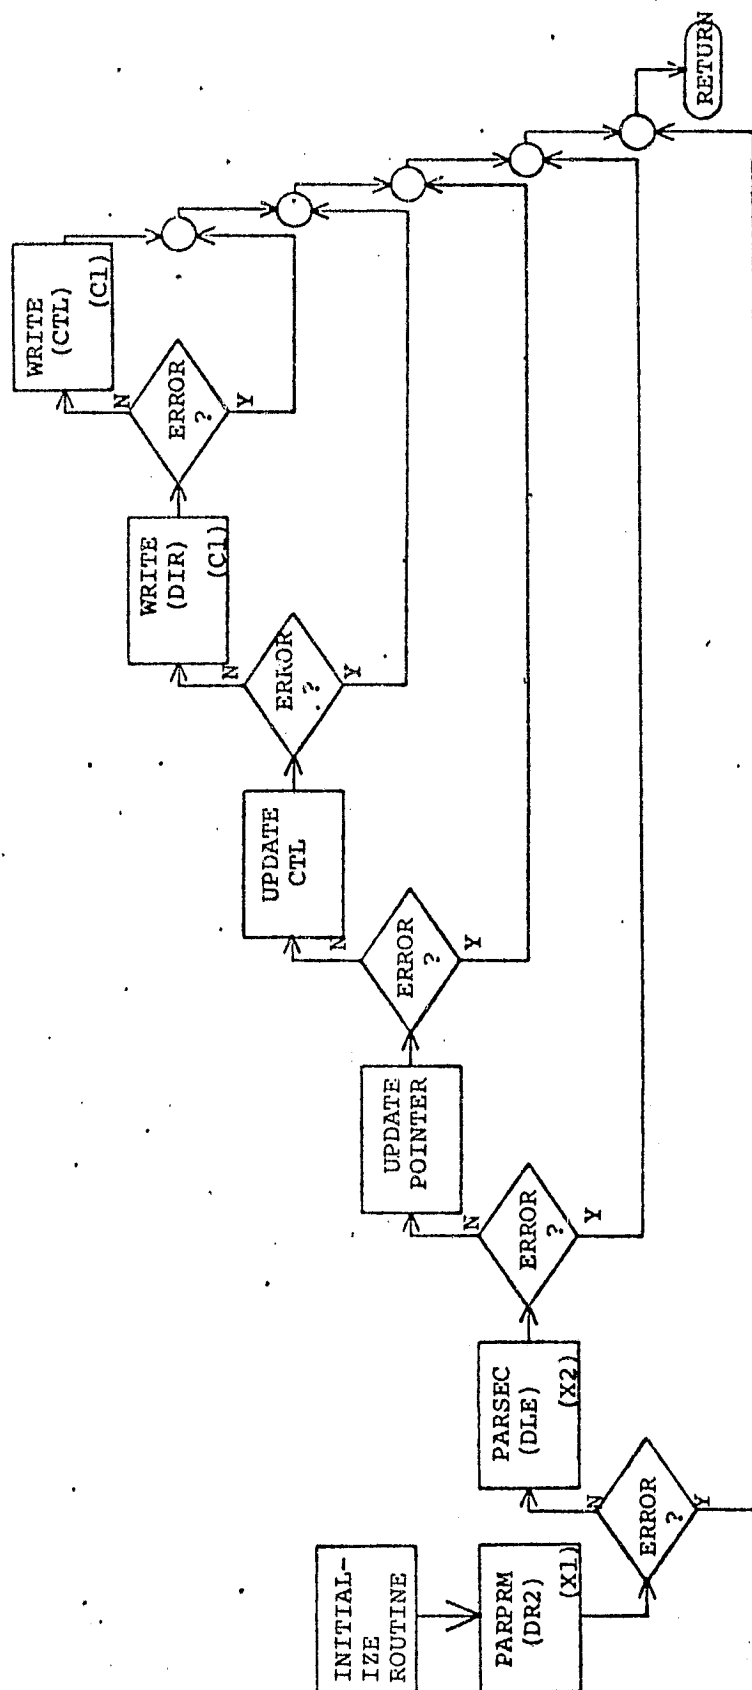 INITIAL-
IZE
ROUTINE
PARPRM
(DR2)
(X1)
ERROR
?
N
Y
PARSEC
(DLE)
(X2)
ERROR
?
N
Y
UPDATE
POINTER
ERROR
?
N
Y
UPDATE
CTL
ERROR
?
N
Y
WRITE
(DIR)
(C1)
ERROR
?
N
Y
WRITE
(CTL)
(C1)
RETURN